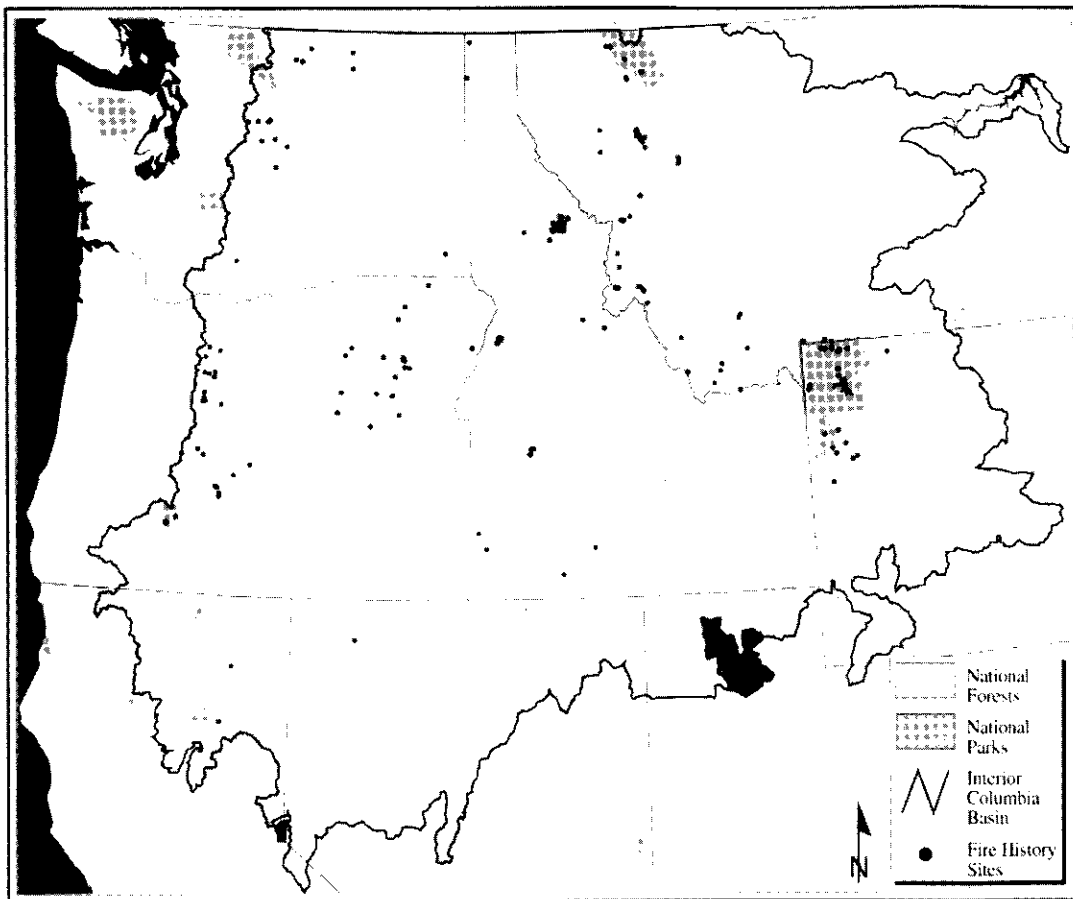 National
Forests
National
Parks
Interior
Columbia
Basin
Fire History
Sites
N